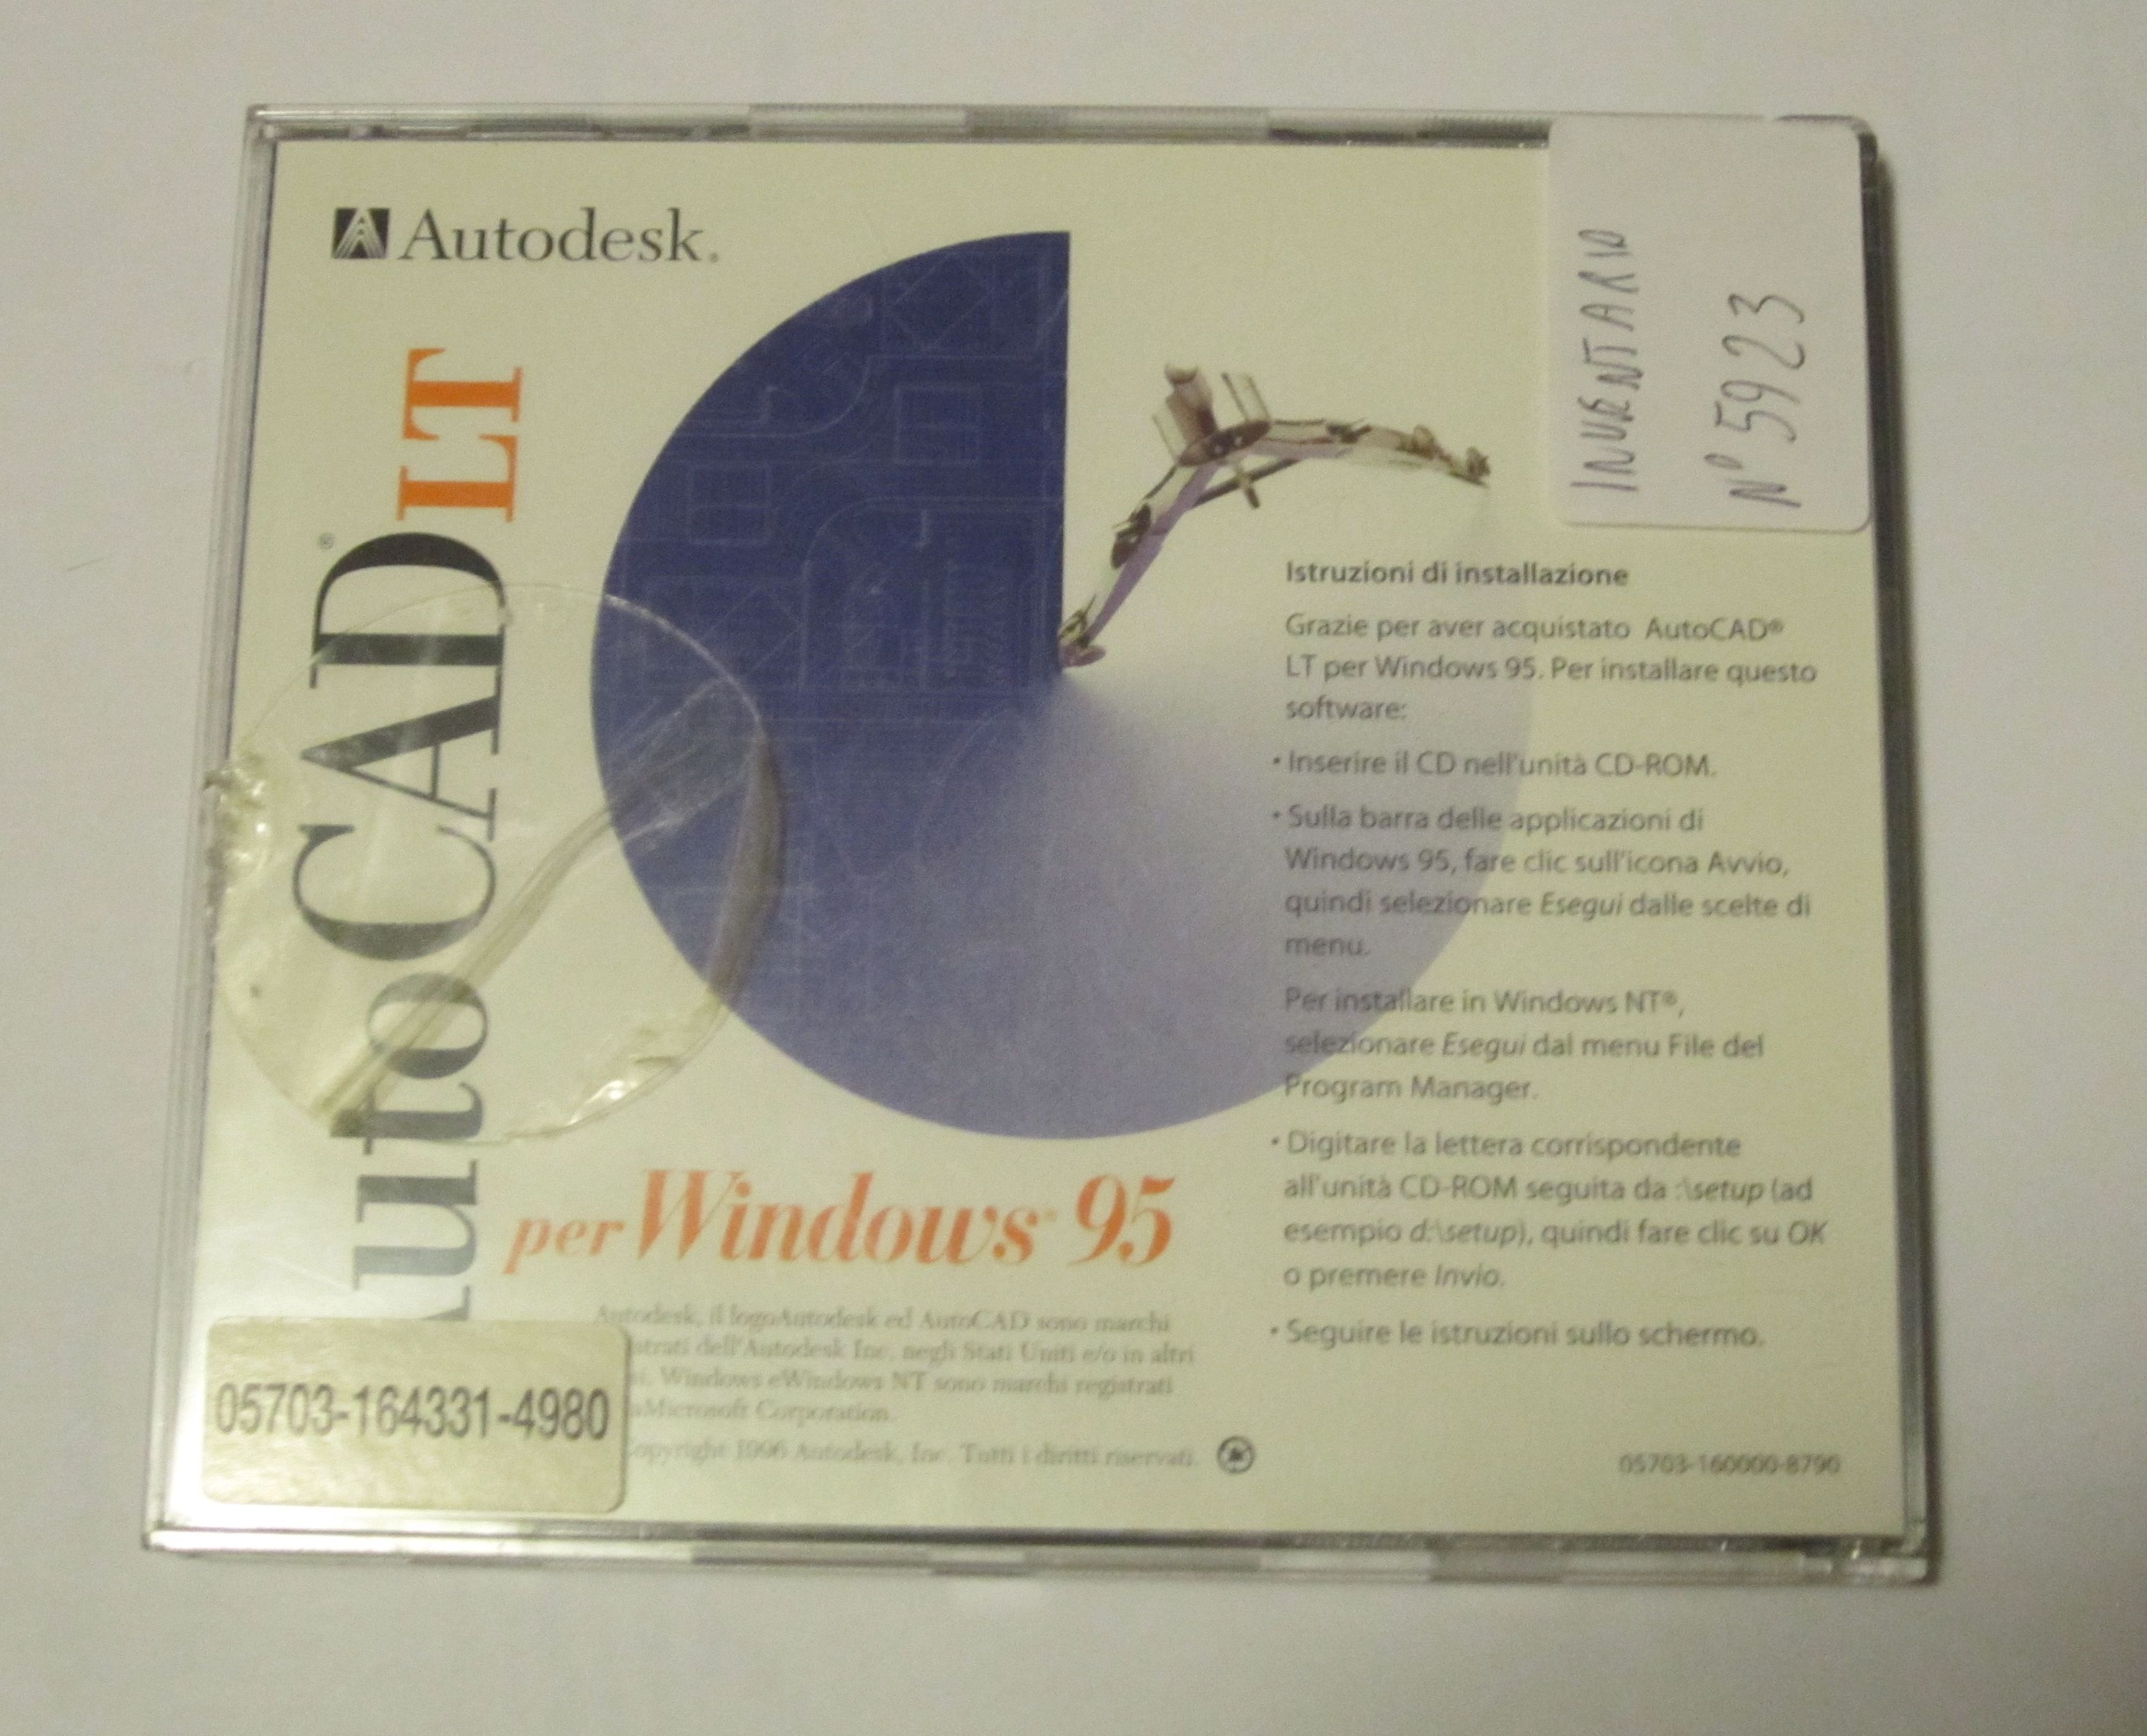 Autodesk®
AutoCAD® LT
INVENTARIO
N° 5923
Istruzioni di installazione
Grazie per aver acquistato AutoCAD®
LT per Windows 95. Per installare questo
software:
• Inserire il CD nell'unità CD-ROM.
• Sulla barra delle applicazioni di
Windows 95, fare clic sull'icona Avvio,
quindi selezionare Esegui dalle scelte di
menu.
Per installare in Windows NT®,
selezionare Esegui dal menu File del
Program Manager.
• Digitare la lettera corrispondente
all'unità CD-ROM seguita da :\setup (ad
esempio d:\setup), quindi fare clic su OK
o premere Invio.
• Seguire le istruzioni sullo schermo.
05703-160000-8790
per Windows® 95
Autodesk, il logoAutodesk ed AutoCAD sono marchi
strati dell'Autodesk Inc. negli Stati Uniti e/o in altri
si. Windows eWindows NT sono marchi registrati
aMicrosoft Corporation.
Copyright 1996 Autodesk, Inc. Tutti i diritti riservati.
05703-164331-4980